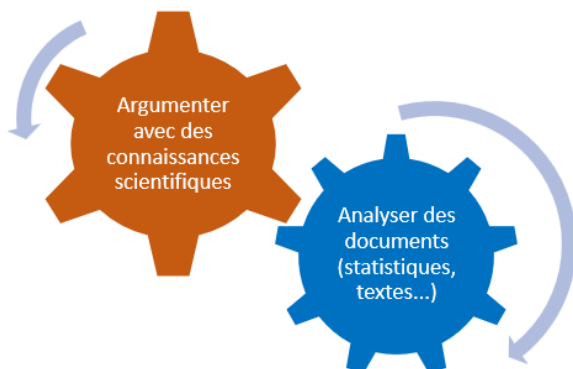 Argumenter
avec des
connaissances
scientifiques
Analyser des
documents
(statistiques,
textes...)